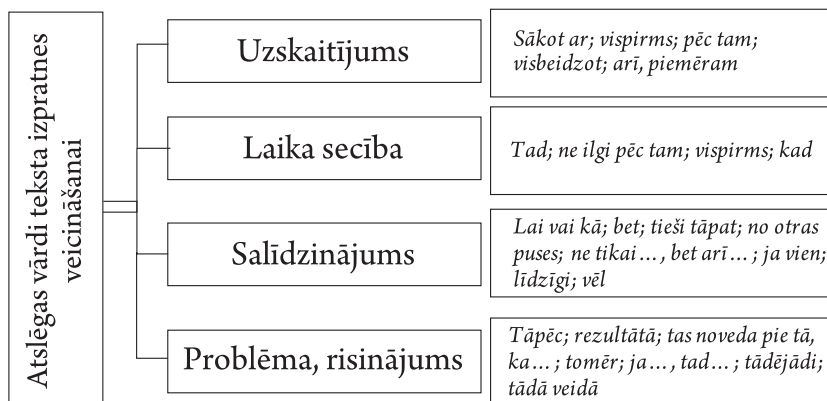 Atslēgas vārdi teksta izpratnes
veicināšanai
Uzskaitījums
Sākot ar; vispirms; pēc tam;
visbeidzot; arī, piemēram
Laika secība
Tad; ne ilgi pēc tam; vispirms; kad
Salīdzinājums
Lai vai kā; bet; tieši tāpat; no otras
puses; ne tikai…, bet arī…; ja vien;
līdzīgi; vēl
Problēma, risinājums
Tāpēc; rezultātā; tas noveda pie tā,
ka…; tomēr; ja…, tad…; tādējādi;
tādā veidā